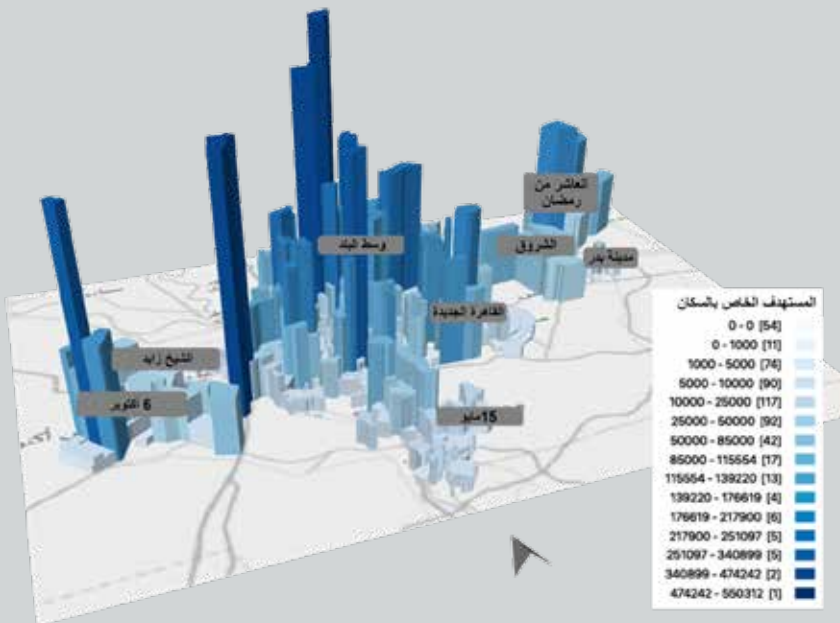 العاشر من
رمضان
الشروق
مدينة بدر
وسط البلد
القاهرة الجديدة
الشيخ زايد
6 أكتوبر
15مايو
المستهدف الخاص بالسكان
0 - 0 [54]
0 - 1000 [11]
1000 - 5000 [74]
5000 - 10000 [90]
10000 - 25000 [117]
25000 - 50000 [92]
50000 - 85000 [42]
85000 - 115554 [17]
115554 - 139220 [13]
139220 - 176619 [4]
176619 - 217900 [6]
217900 - 251097 [5]
251097 - 340899 [5]
340899 - 474242 [2]
474242 - 550312 [1]